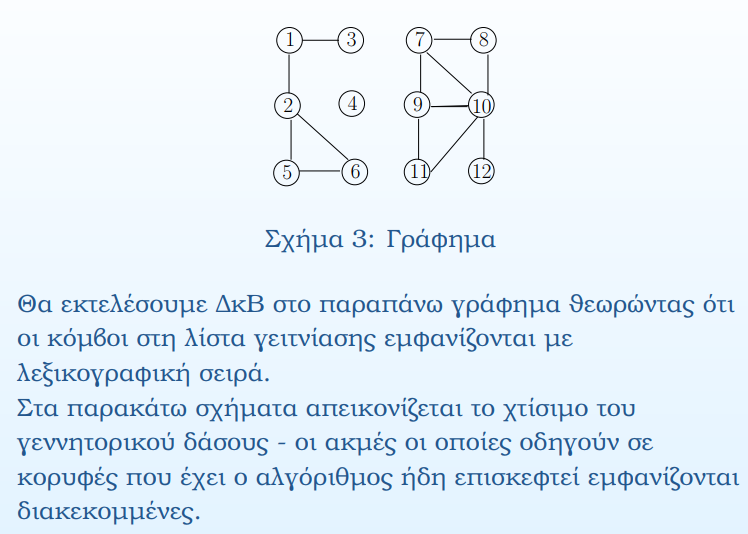 1 3 7 8
2 4 9 10
5 6 11 12
Σχήμα 3: Γράφημα
Θα εκτελέσουμε ΔκΒ στο παραπάνω γράφημα θεωρώντας ότι
οι κόμβοι στη λίστα γειτνίασης εμφανίζονται με
λεξικογραφική σειρά.
Στα παρακάτω σχήματα απεικονίζεται το χτίσιμο του
γεννητορικού δάσους - οι ακμές οι οποίες οδηγούν σε
κορυφές που έχει ο αλγόριθμος ήδη επισκεφτεί εμφανίζονται
διακεκομμένες.